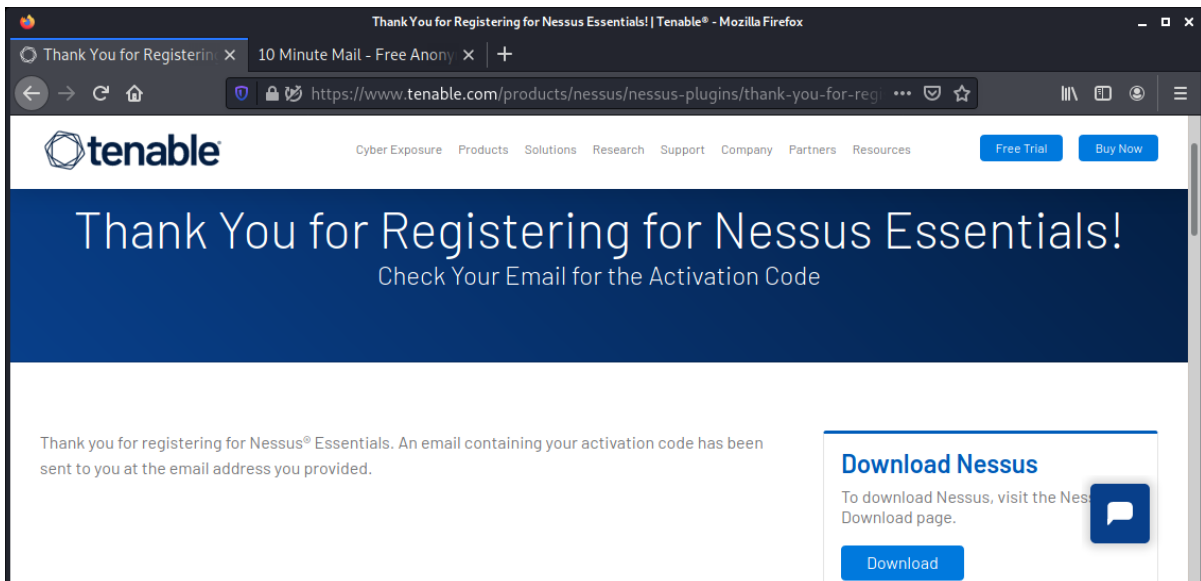 Thank You for Registering for Nessus Essentials! | Tenable® - Mozilla Firefox
Thank You for Registering
10 Minute Mail - Free Anony
https://www.tenable.com/products/nessus/nessus-plugins/thank-you-for-regi
tenable
Cyber Exposure Products Solutions Research Support Company Partners Resources
Free Trial Buy Now
Thank You for Registering for Nessus Essentials!
Check Your Email for the Activation Code
Thank you for registering for Nessus® Essentials. An email containing your activation code has been
sent to you at the email address you provided.
Download Nessus
To download Nessus, visit the Nes
Download page.
Download